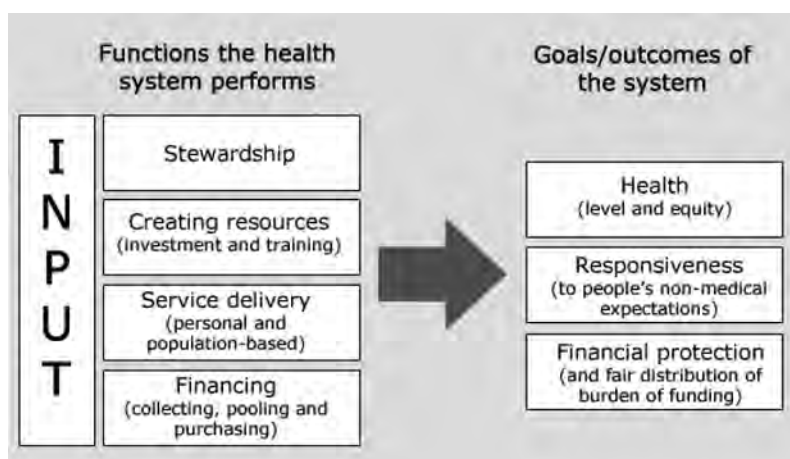 Functions the health
system performs
Goals/outcomes of
the system
INPUT
Stewardship
Creating resources
(investment and training)
Service delivery
(personal and
population-based)
Financing
(collecting, pooling and
purchasing)
Health
(level and equity)
Responsiveness
(to people's non-medical
expectations)
Financial protection
(and fair distribution of
burden of funding)